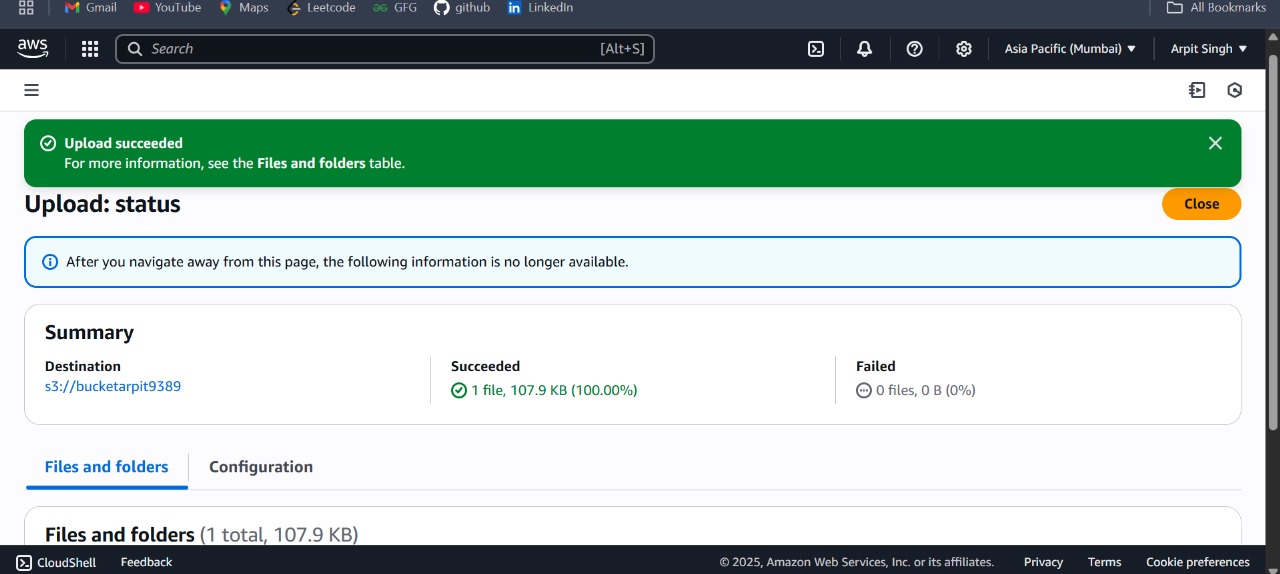 Gmail YouTube Maps Leetcode GFG github LinkedIn All Bookmarks
aws Search [Alt+S] Asia Pacific (Mumbai) Arpit Singh
Upload succeeded
For more information, see the Files and folders table.
Upload: status Close
After you navigate away from this page, the following information is no longer available.
Summary
Destination Succeeded Failed
s3://bucketarpit9389 1 file, 107.9 KB (100.00%) 0 files, 0 B (0%)
Files and folders Configuration
Files and folders (1 total, 107.9 KB)
CloudShell Feedback © 2025, Amazon Web Services, Inc. or its affiliates. Privacy Terms Cookie preferences